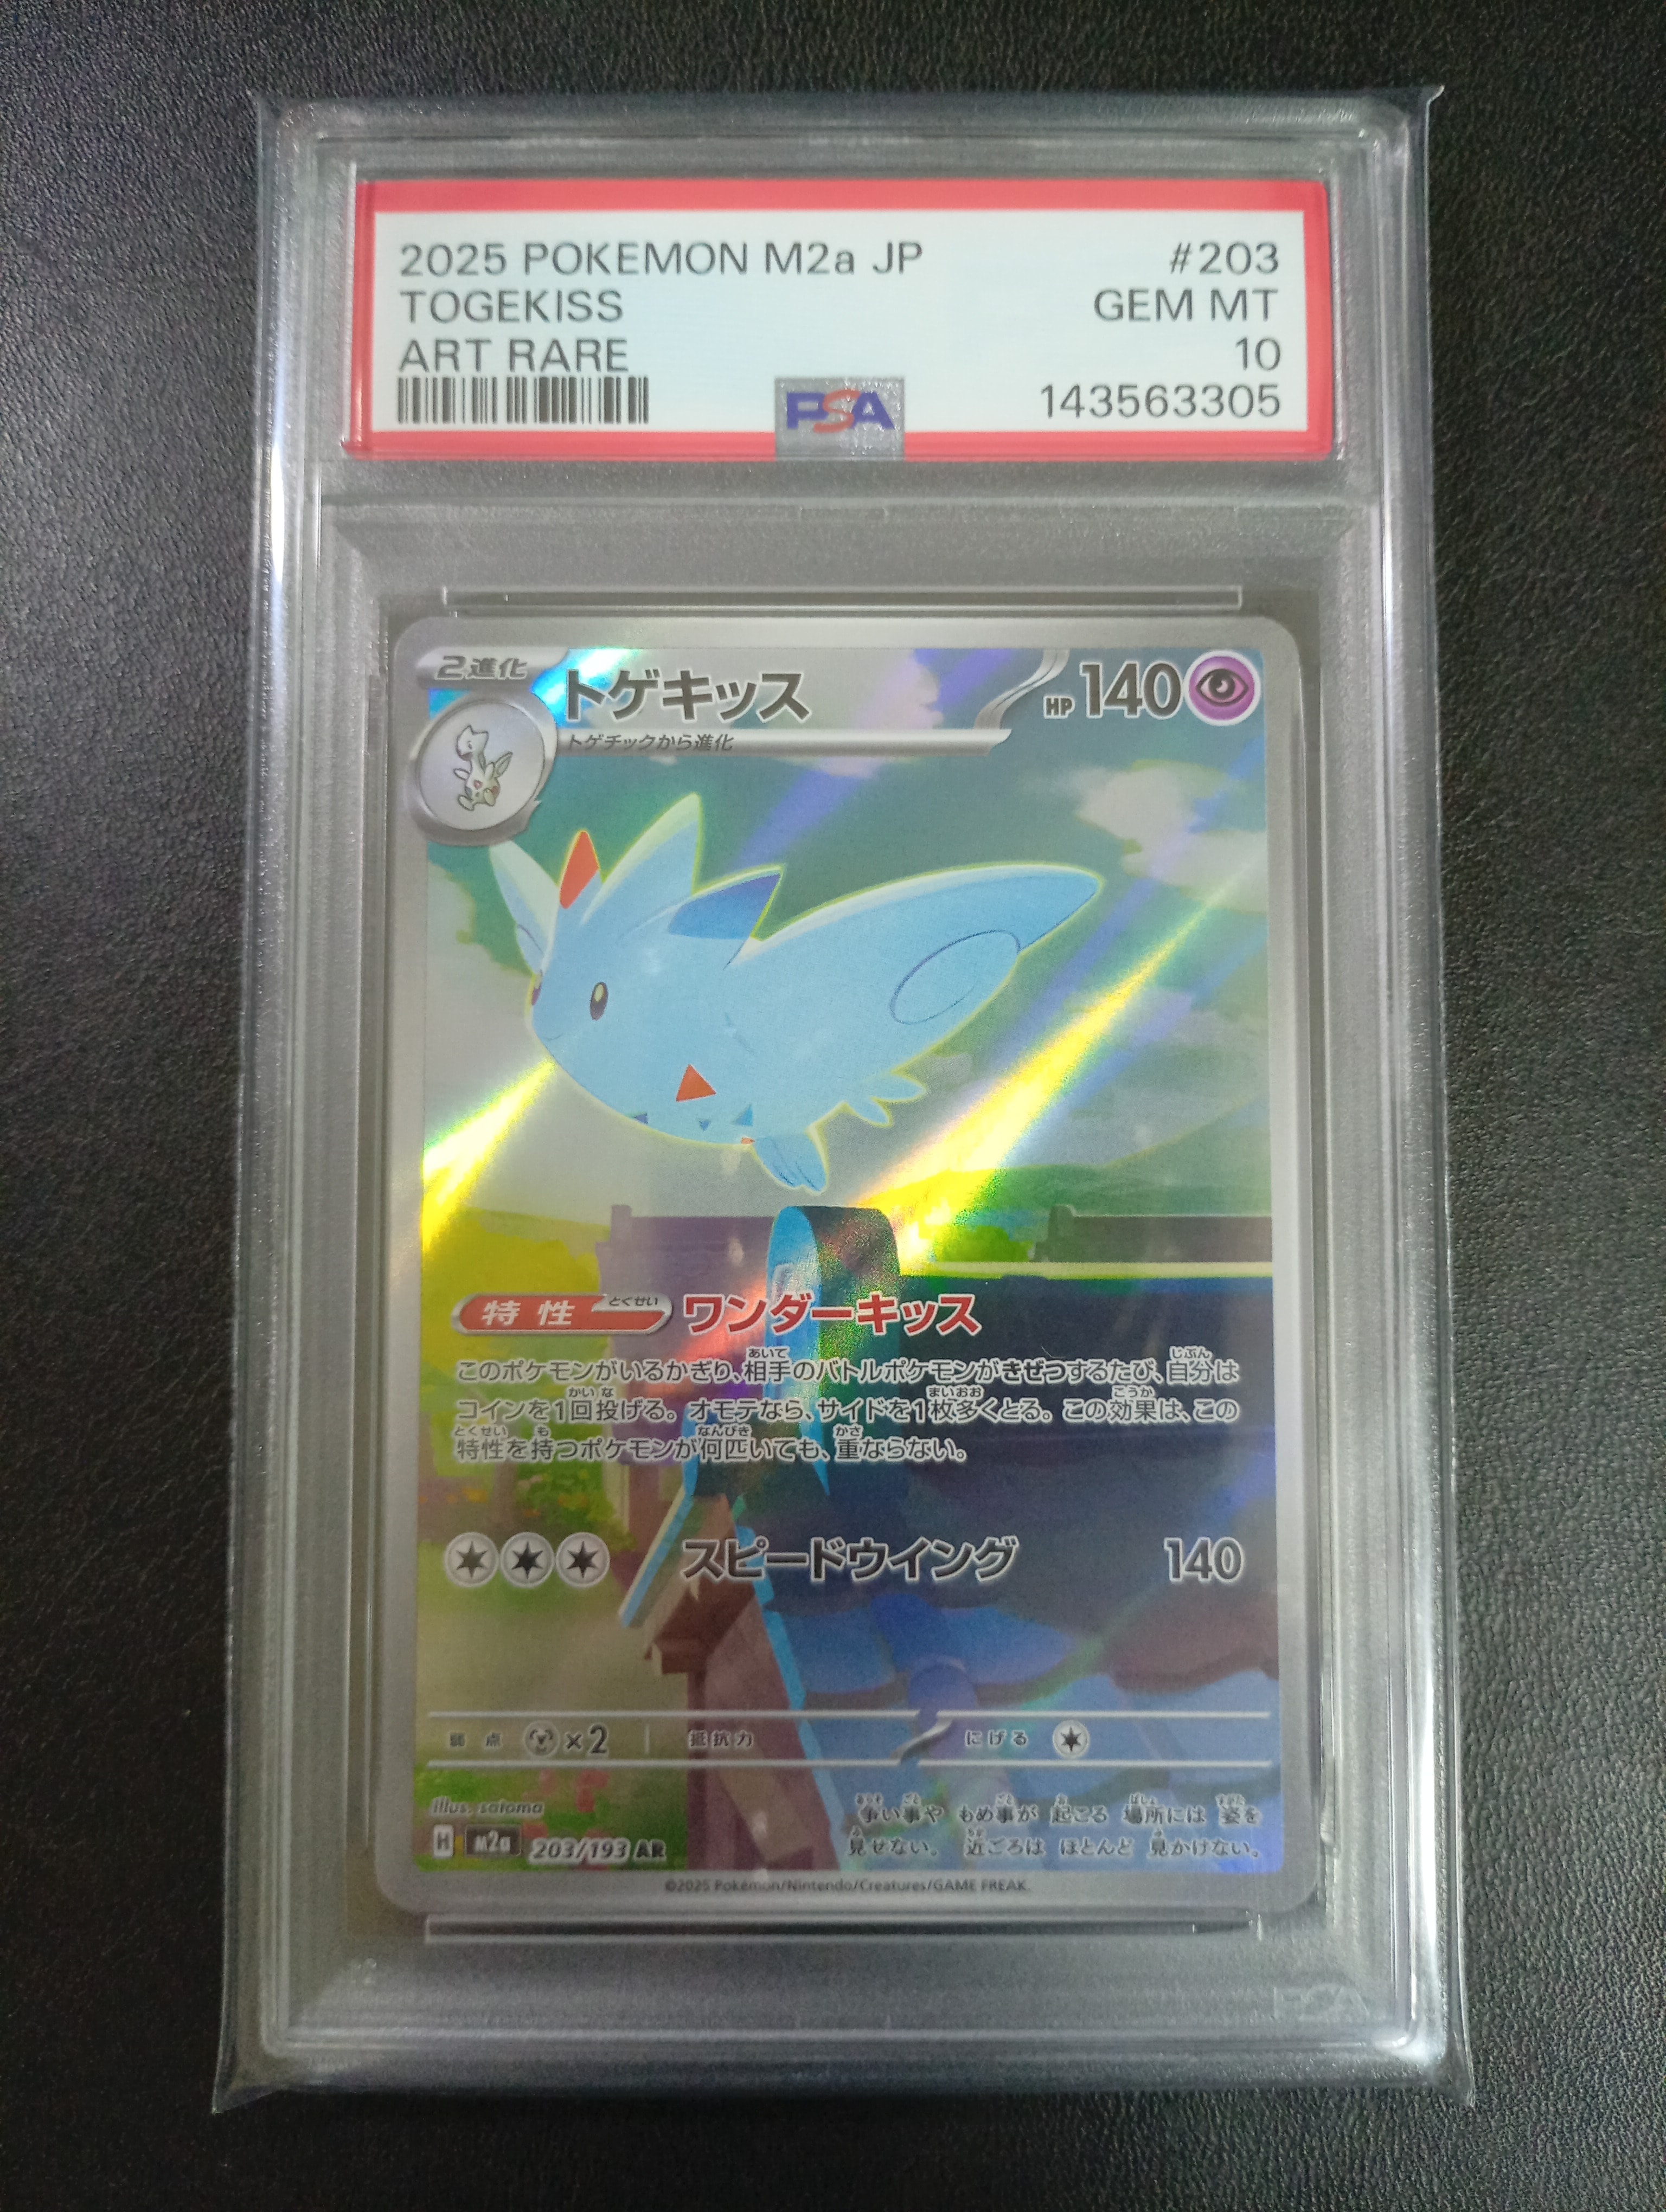 2025 POKEMON M2a JP #203
TOGEKISS GEM MT
ART RARE 10
PSA 143563305
2進化 トゲキッス HP 140
トゲチックから進化
特性 とくせい ワンダーキッス
このポケモンがいるかぎり、相手のバトルポケモンがきぜつするたび、自分は
コインを1回投げる。オモテなら、サイドを1枚多くとる。この効果は、この
特性を持つポケモンが何匹いても、重ならない。
スピードウイング 140
弱点 ×2 抵抗力 にげる
争い事や もめ事が 起こる 場所には 姿を
見せない。 近ごろは ほとんど 見かけない。
illus. satoma
H M2a 203/193 AR
©2025 Pokémon/Nintendo/Creatures/GAME FREAK.
PSA